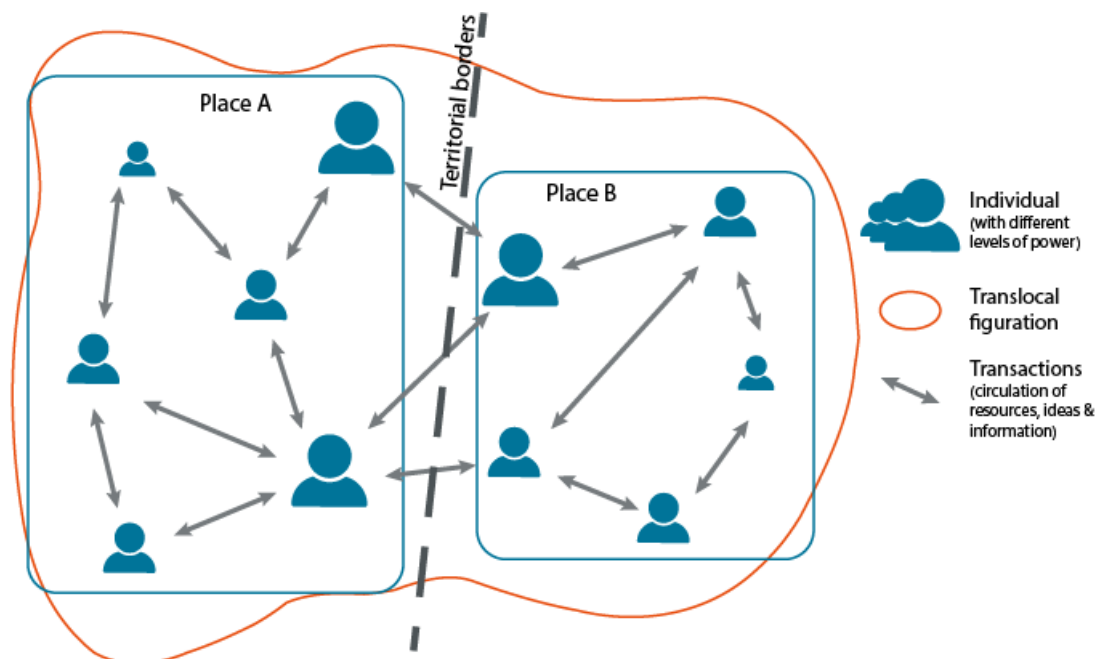 Place A
Territorial borders
Place B
Individual
(with different
levels of power)
Translocal
figuration
Transactions
(circulation of
resources, ideas &
information)